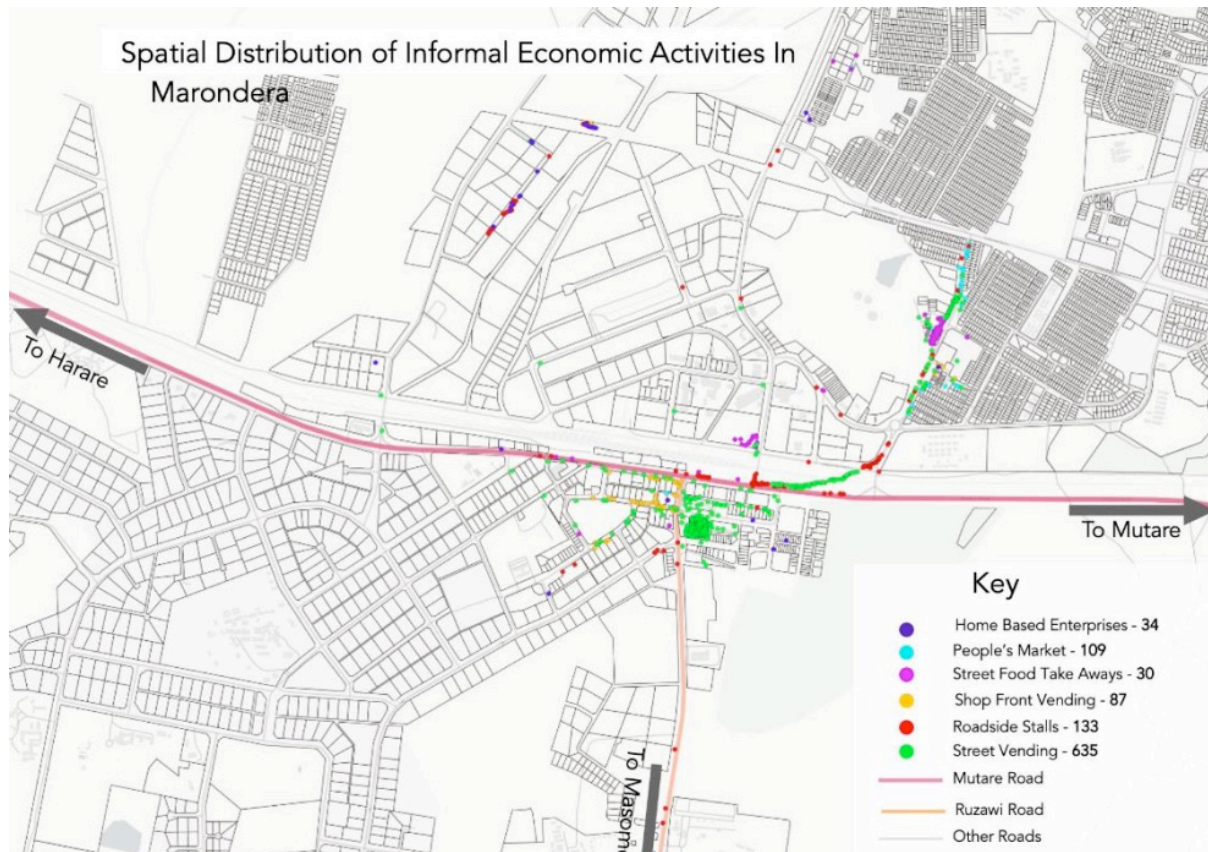 Spatial Distribution of Informal Economic Activities In
Marondera
To Harare
To Mutare
To Masom
Key
Home Based Enterprises - 34
People's Market - 109
Street Food Take Aways - 30
Shop Front Vending - 87
Roadside Stalls - 133
Street Vending - 635
Mutare Road
Ruzawi Road
Other Roads